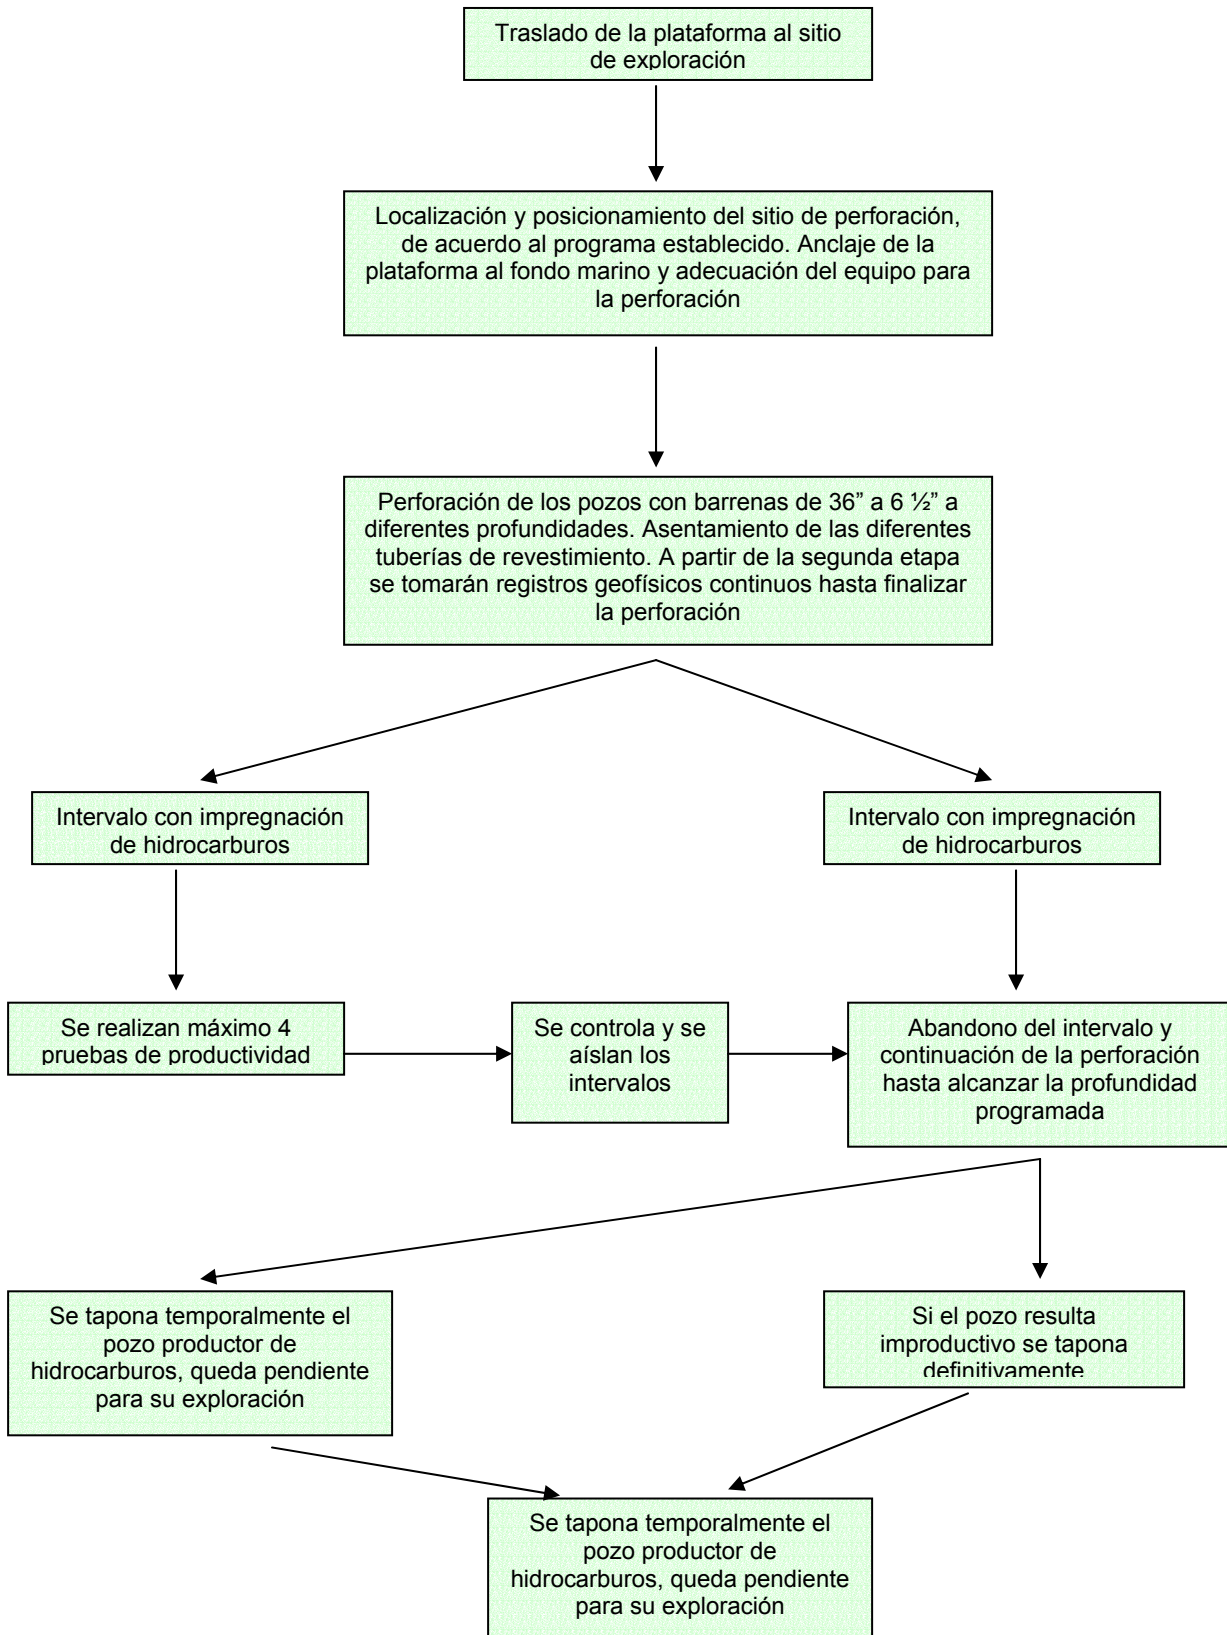 Traslado de la plataforma al sitio
de exploración
Localización y posicionamiento del sitio de perforación,
de acuerdo al programa establecido. Anclaje de la
plataforma al fondo marino y adecuación del equipo para
la perforación
Perforación de los pozos con barrenas de 36” a 6 ½” a
diferentes profundidades. Asentamiento de las diferentes
tuberías de revestimiento. A partir de la segunda etapa
se tomarán registros geofísicos continuos hasta finalizar
la perforación
Intervalo con impregnación
de hidrocarburos
Intervalo con impregnación
de hidrocarburos
Se realizan máximo 4
pruebas de productividad
Se controla y se
aíslan los
intervalos
Abandono del intervalo y
continuación de la perforación
hasta alcanzar la profundidad
programada
Se tapona temporalmente el
pozo productor de
hidrocarburos, queda pendiente
para su exploración
Si el pozo resulta
improductivo se tapona
definitivamente
Se tapona temporalmente el
pozo productor de
hidrocarburos, queda pendiente
para su exploración